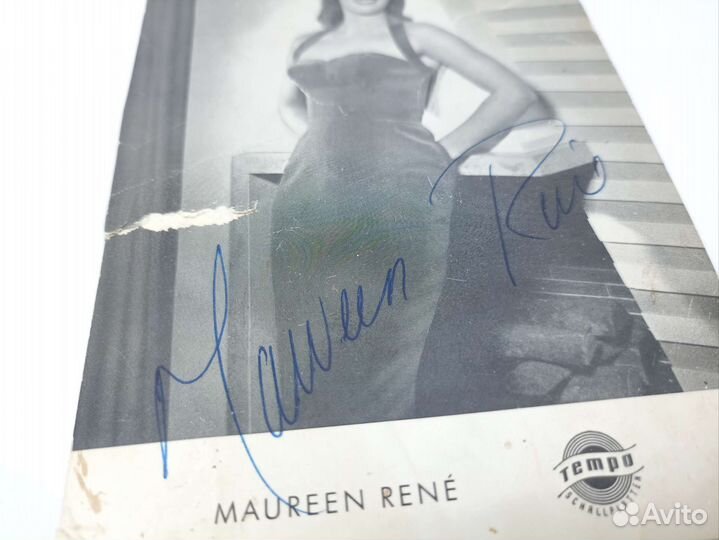 Maureen René
MAUREEN RENÉ
Tempo
SCHALLPLATTEN
Avito